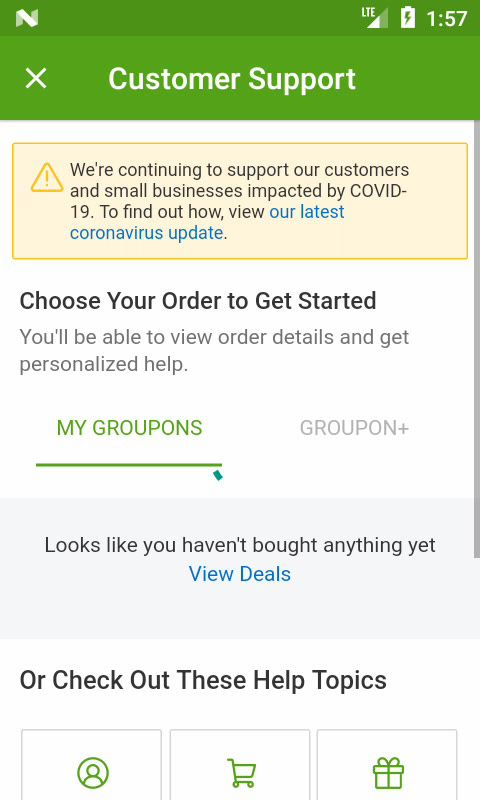 LTE 1:57
Customer Support
We're continuing to support our customers
and small businesses impacted by COVID-
19. To find out how, view our latest
coronavirus update.
Choose Your Order to Get Started
You'll be able to view order details and get
personalized help.
MY GROUPONS GROUPON+
Looks like you haven't bought anything yet
View Deals
Or Check Out These Help Topics